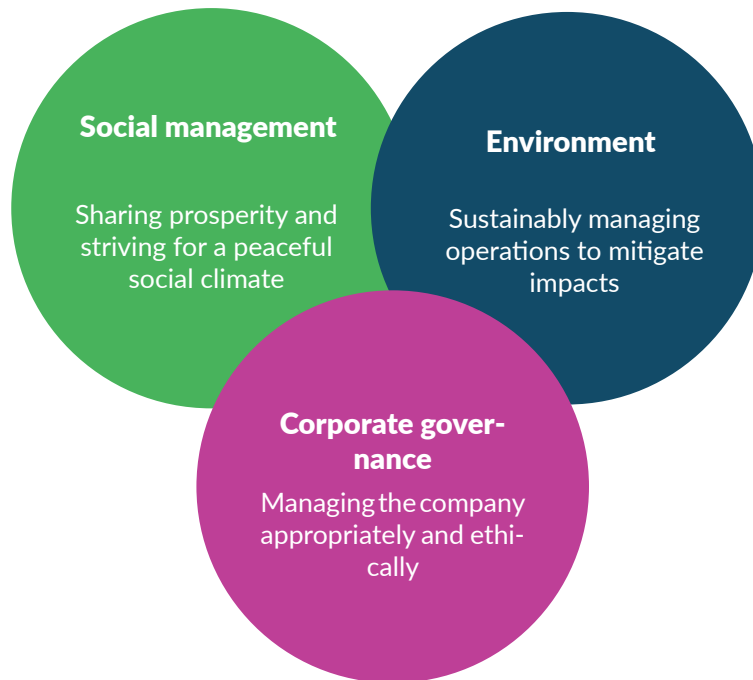 Social management
Sharing prosperity and
striving for a peaceful
social climate
Environment
Sustainably managing
operations to mitigate
impacts
Corporate gover-
nance
Managing the company
appropriately and ethi-
cally